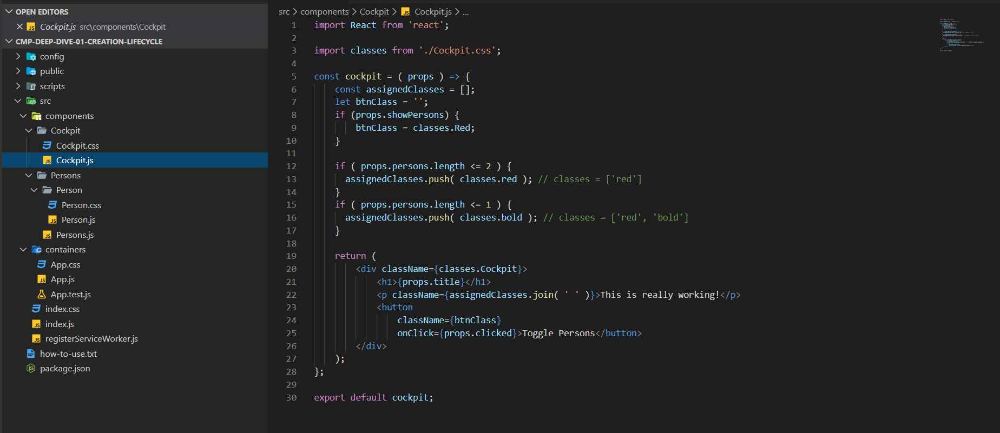 OPEN EDITORS
Cockpit.js src\components\Cockpit
CMP-DEEP-DIVE-01-CREATION-LIFECYCLE
config
public
scripts
src
components
Cockpit
Cockpit.css
Cockpit.js
Persons
Person
Person.css
Person.js
Persons.js
containers
App.css
App.js
App.test.js
index.css
index.js
registerServiceWorker.js
how-to-use.txt
package.json
src > components > Cockpit > JS Cockpit.js > ...
1 import React from 'react';
2
3 import classes from './Cockpit.css';
4
5 const cockpit = ( props ) => {
6 const assignedClasses = [];
7 let btnClass = '';
8 if (props.showPersons) {
9 btnClass = classes.Red;
10 }
11
12 if ( props.persons.length <= 2 ) {
13 assignedClasses.push( classes.red ); // classes = ['red']
14 }
15 if ( props.persons.length <= 1 ) {
16 assignedClasses.push( classes.bold ); // classes = ['red', 'bold']
17 }
18
19 return (
20 <div className={classes.Cockpit}>
21 <h1>{props.title}</h1>
22 <p className={assignedClasses.join( ' ' )}>This is really working!</p>
23 <button
24 className={btnClass}
25 onClick={props.clicked}>Toggle Persons</button>
26 </div>
27 );
28 };
29
30 export default cockpit;